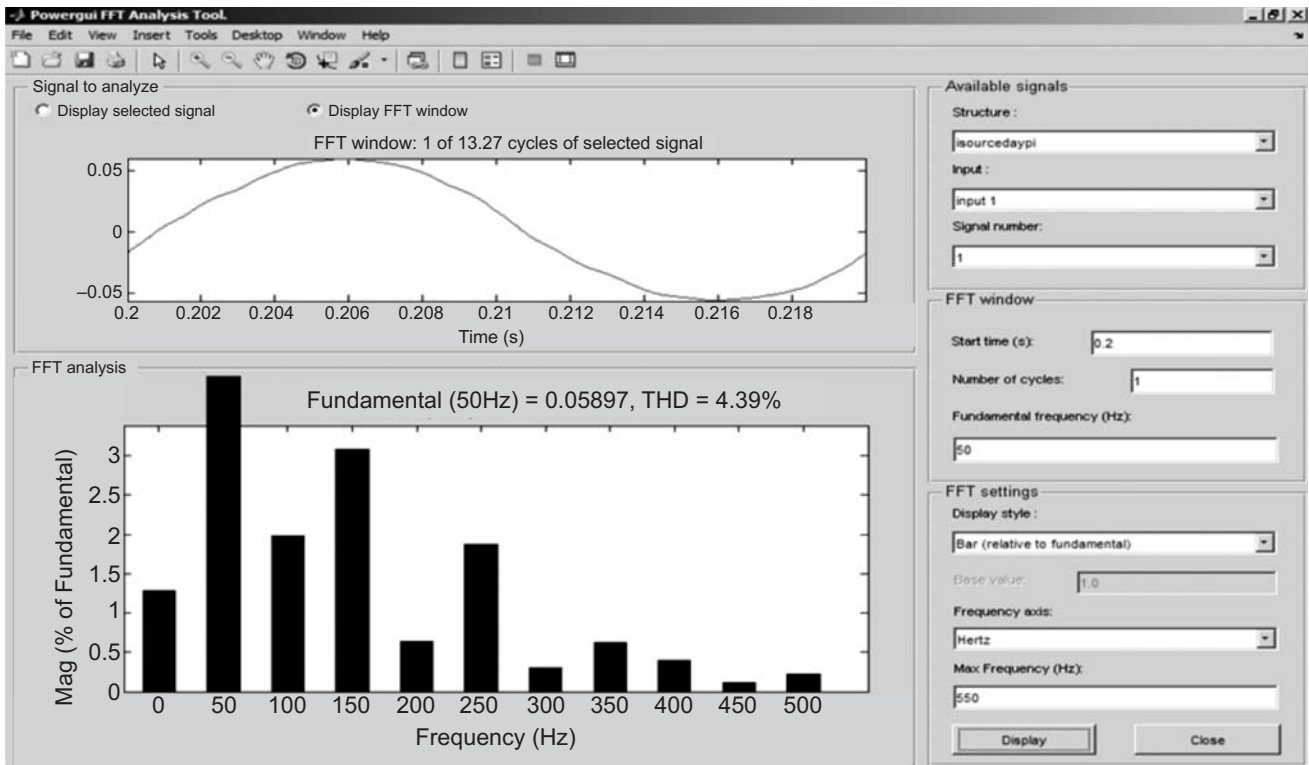 Powergui FFT Analysis Tool.
File Edit View Insert Tools Desktop Window Help
Signal to analyze
Display selected signal
Display FFT window
FFT window: 1 of 13.27 cycles of selected signal
0.05
0
–0.05
0.2 0.202 0.204 0.206 0.208 0.21 0.212 0.214 0.216 0.218
Time (s)
FFT analysis
Fundamental (50Hz) = 0.05897, THD = 4.39%
Mag (% of Fundamental)
3
2.5
2
1.5
1
0.5
0
0 50 100 150 200 250 300 350 400 450 500
Frequency (Hz)
Available signals
Structure :
isourcedaypi
Input :
input 1
Signal number:
1
FFT window
Start time (s): 0.2
Number of cycles: 1
Fundamental frequency (Hz):
50
FFT settings
Display style :
Bar (relative to fundamental)
Base value: 1.0
Frequency axis:
Hertz
Max Frequency (Hz):
550
Display
Close